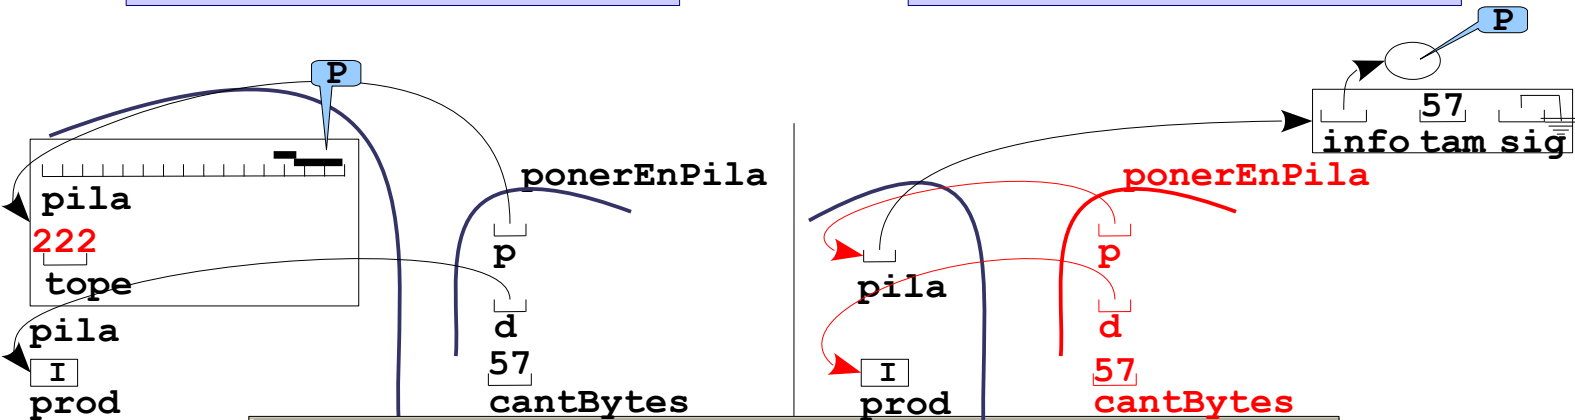 P
ponerEnPila
pila
222
tope
pila
I
prod
p
d
57
cantBytes
P
57
info tam sig
ponerEnPila
p
pila
d
I
prod
57
cantBytes